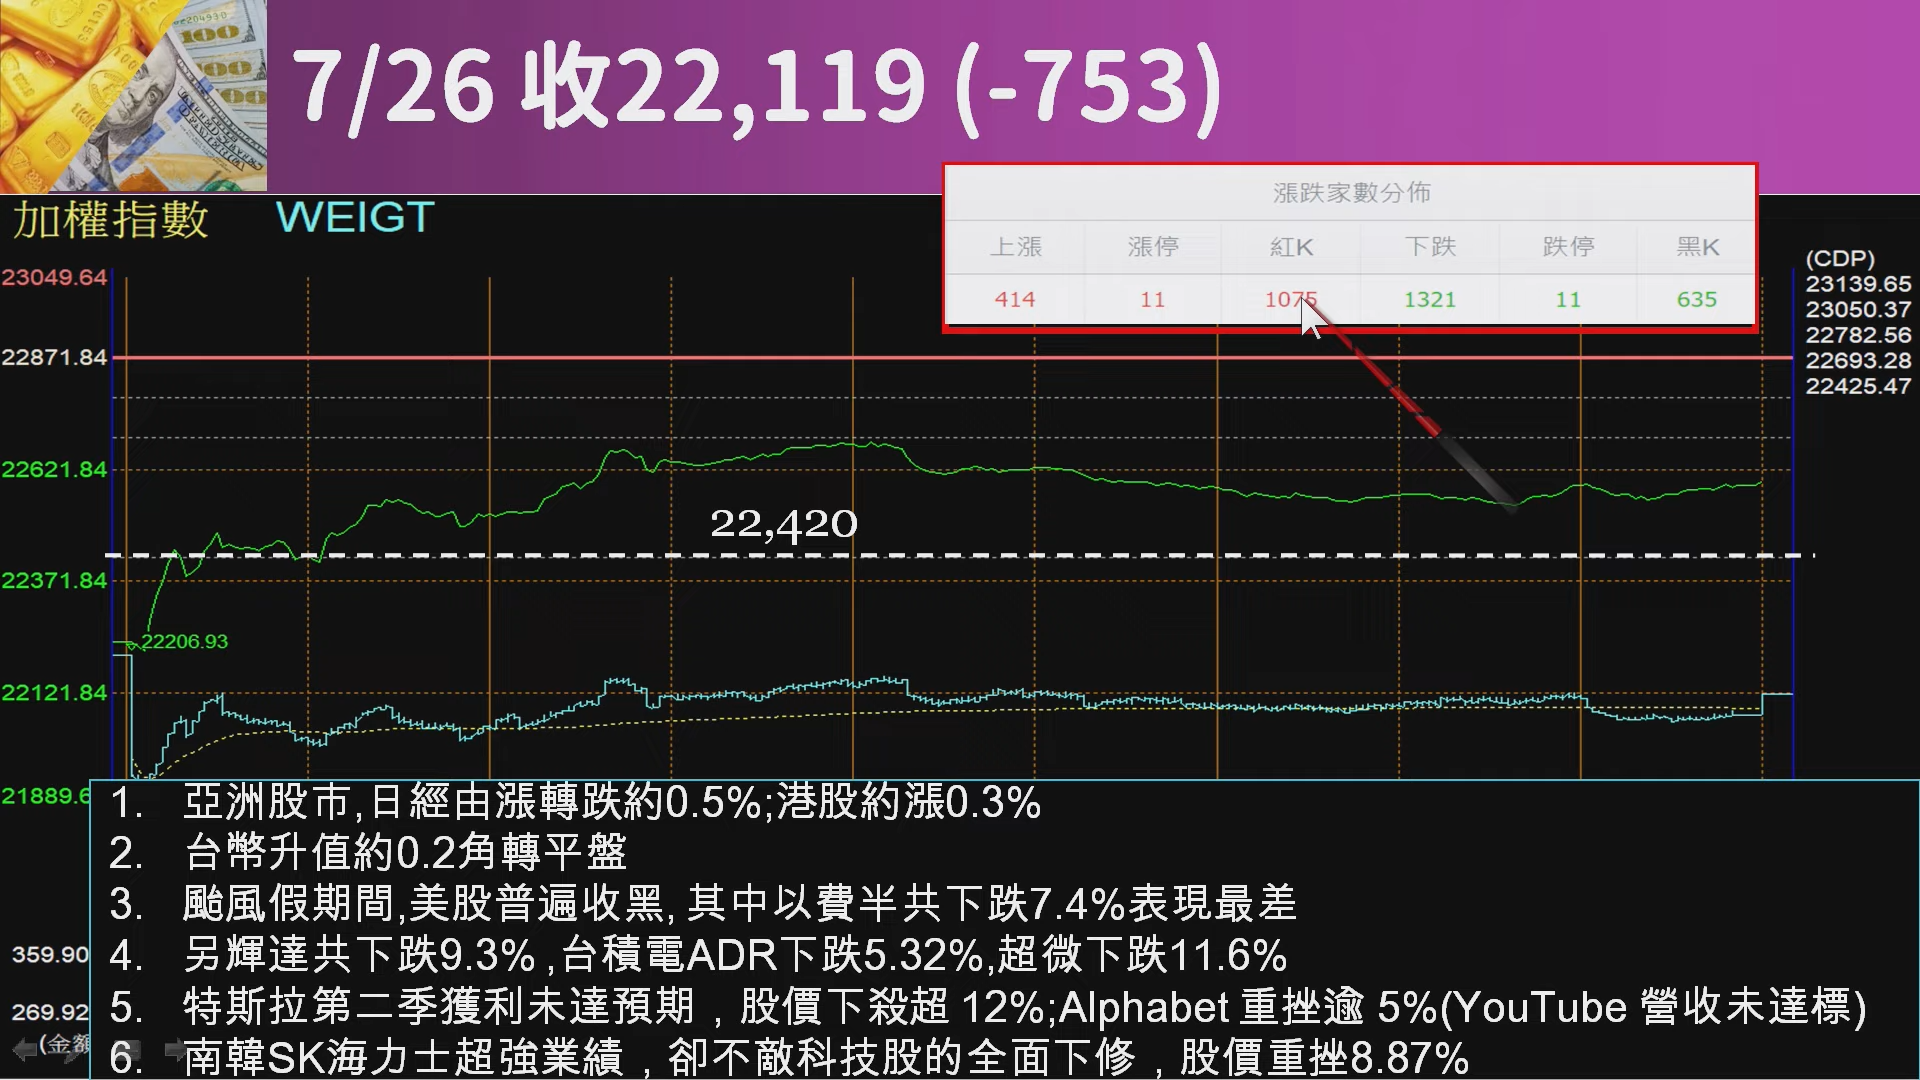 7/26 收22,119 (-753)
加權指數 WEIGT
漲跌家數分佈
上漲 漲停 紅K 下跌 跌停 黑K
414 11 1075 1321 11 635
(CDP)
23139.65
23050.37
22782.56
22693.28
22425.47
23049.64
22871.84
22621.84
22,420
22371.84
22206.93
22121.84
21889.6
359.90
269.92
(金額
1. 亞洲股市,日經由漲轉跌約0.5%;港股約漲0.3%
2. 台幣升值約0.2角轉平盤
3. 颱風假期間,美股普遍收黑, 其中以費半共下跌7.4%表現最差
4. 另輝達共下跌9.3% ,台積電ADR下跌5.32%,超微下跌11.6%
5. 特斯拉第二季獲利未達預期，股價下殺超 12%;Alphabet 重挫逾 5%(YouTube 營收未達標)
6. 南韓SK海力士超強業績，卻不敵科技股的全面下修，股價重挫8.87%